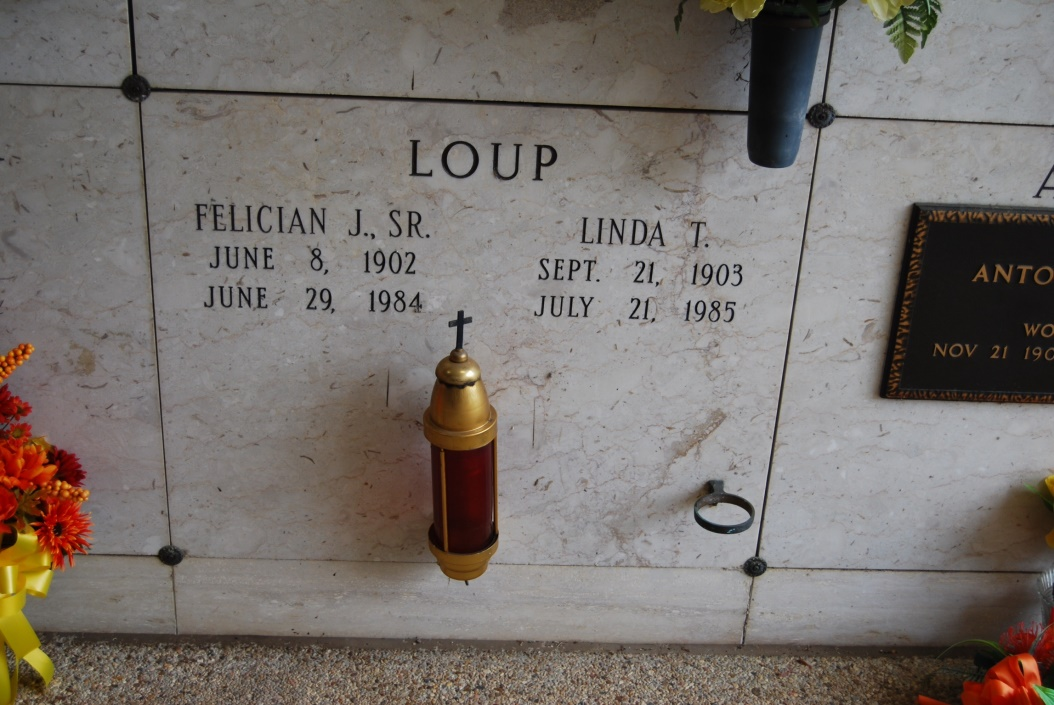 LOUP
FELICIAN J., SR.
JUNE 8, 1902
JUNE 29, 1984
LINDA T.
SEPT. 21, 1903
JULY 21, 1985
A
ANTO
WO
NOV 21 190